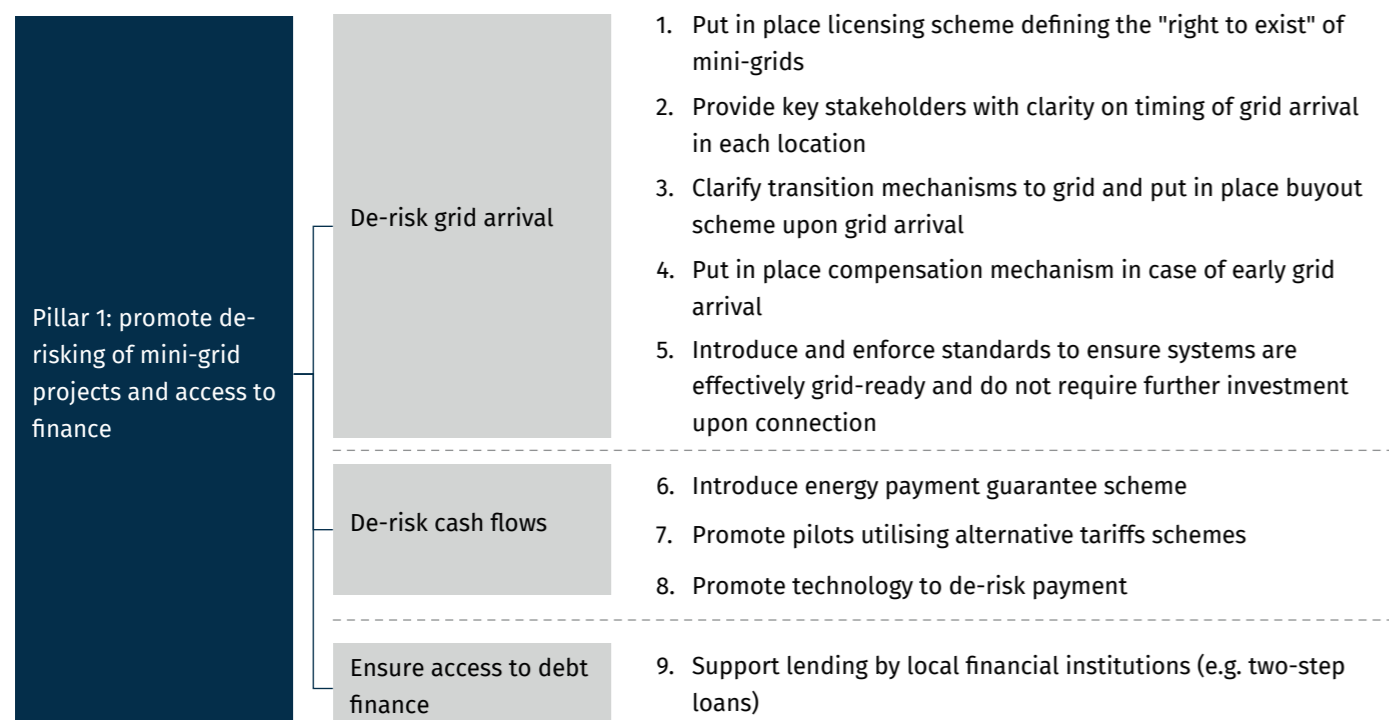 Pillar 1: promote de-
risking of mini-grid
projects and access to
finance
De-risk grid arrival
1. Put in place licensing scheme defining the "right to exist" of
mini-grids
2. Provide key stakeholders with clarity on timing of grid arrival
in each location
3. Clarify transition mechanisms to grid and put in place buyout
scheme upon grid arrival
4. Put in place compensation mechanism in case of early grid
arrival
5. Introduce and enforce standards to ensure systems are
effectively grid-ready and do not require further investment
upon connection
De-risk cash flows
6. Introduce energy payment guarantee scheme
7. Promote pilots utilising alternative tariffs schemes
8. Promote technology to de-risk payment
Ensure access to debt
finance
9. Support lending by local financial institutions (e.g. two-step
loans)